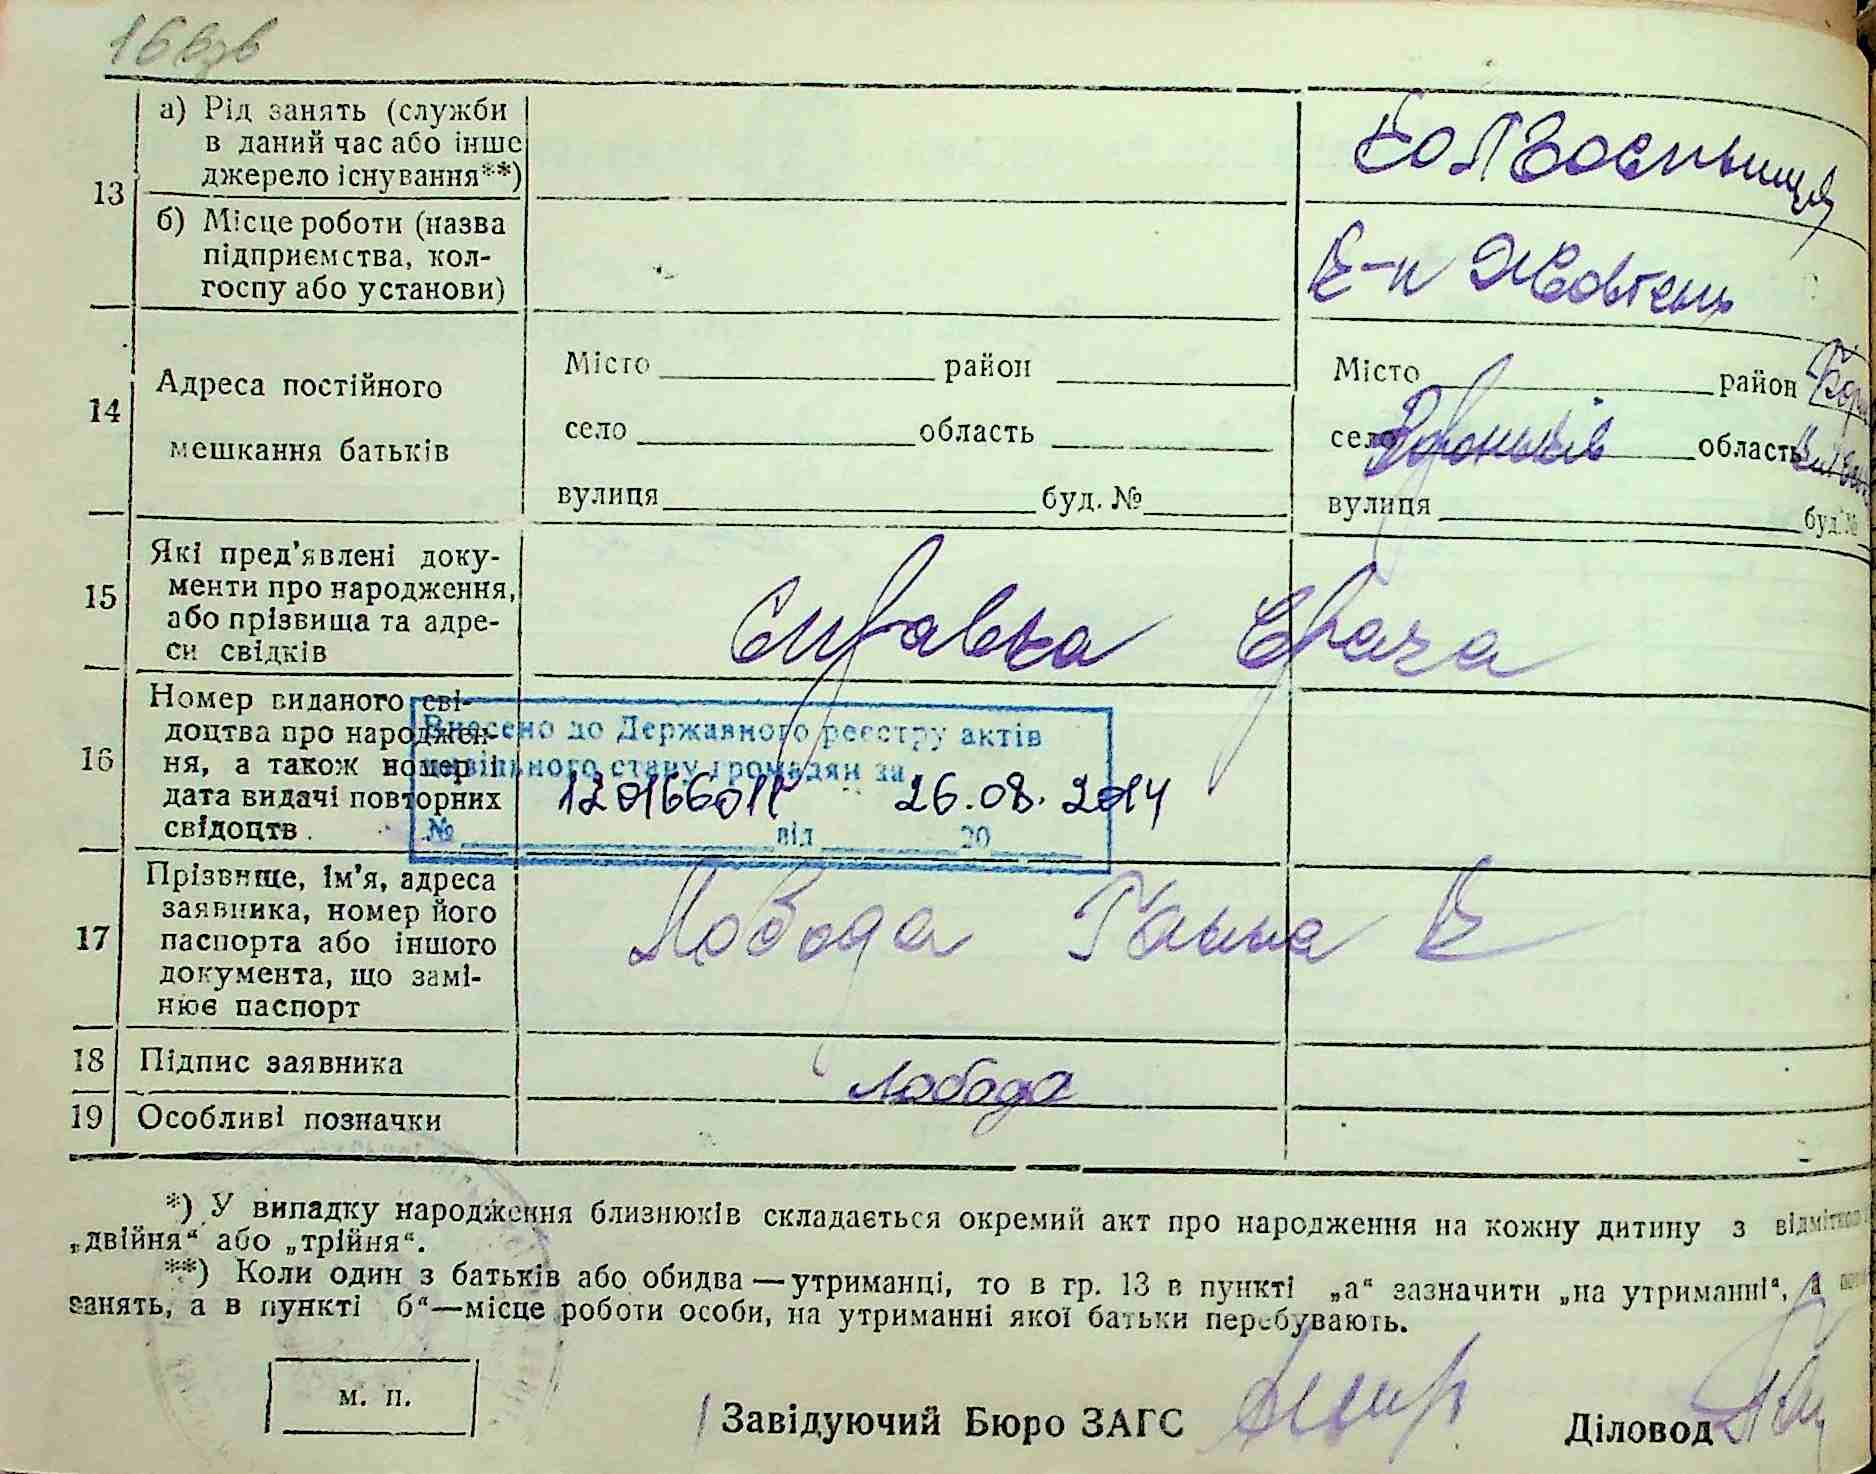 16 взв
13
а) Рід занять (служби
в даний час або інше
джерело існування**)
Колгоспниця
б) Місце роботи (назва
підприємства, кол-
госпу або установи)
к-п Жовтень
14
Адреса постійного
мешкання батьків
Місто район
село область
вулиця буд. №
Місто район Бори
село Вороньків область
вулиця буд. №
15
Які пред'явлені доку-
менти про народження,
або прізвища та адре-
си свідків
Справка врача
16
Номер виданого сві-
доцтва про народжен-
ня, а також номер і
дата видачі повторних
свідоцтв.
Внесено до Державного реєстру актів
цивільного стану громадян за
№ від 20
26.08.2014
17
Прізвище, ім'я, адреса
заявника, номер його
паспорта або іншого
документа, що замі-
нює паспорт
Лобода Ганна К
18
Підпис заявника
Лобода
19
Особливі позначки
*) У випадку народження близнюків складається окремий акт про народження на кожну дитину з відміткою
„двійня“ або „трійня“.
**) Коли один з батьків або обидва — утриманці, то в гр. 13 в пункті „а“ зазначити „на утриманні“, а
занять, а в пункті б“—місце роботи особи, на утриманні якої батьки перебувають.
м. п.
Завідуючий Бюро ЗАГС
Діловод